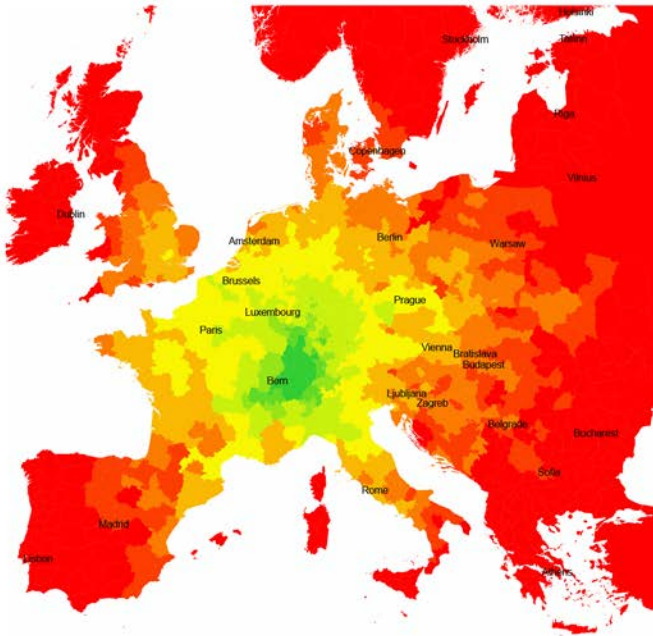 Helsinki
Stockholm
Tallinn
Riga
Copenhagen
Vilnius
Dublin
Berlin
Amsterdam
Warsaw
Brussels
Prague
Luxembourg
Paris
Vienna
Bratislava
Budapest
Bern
Ljubljana
Zagreb
Belgrade
Bucharest
Sofia
Rome
Madrid
Lisbon
Athens